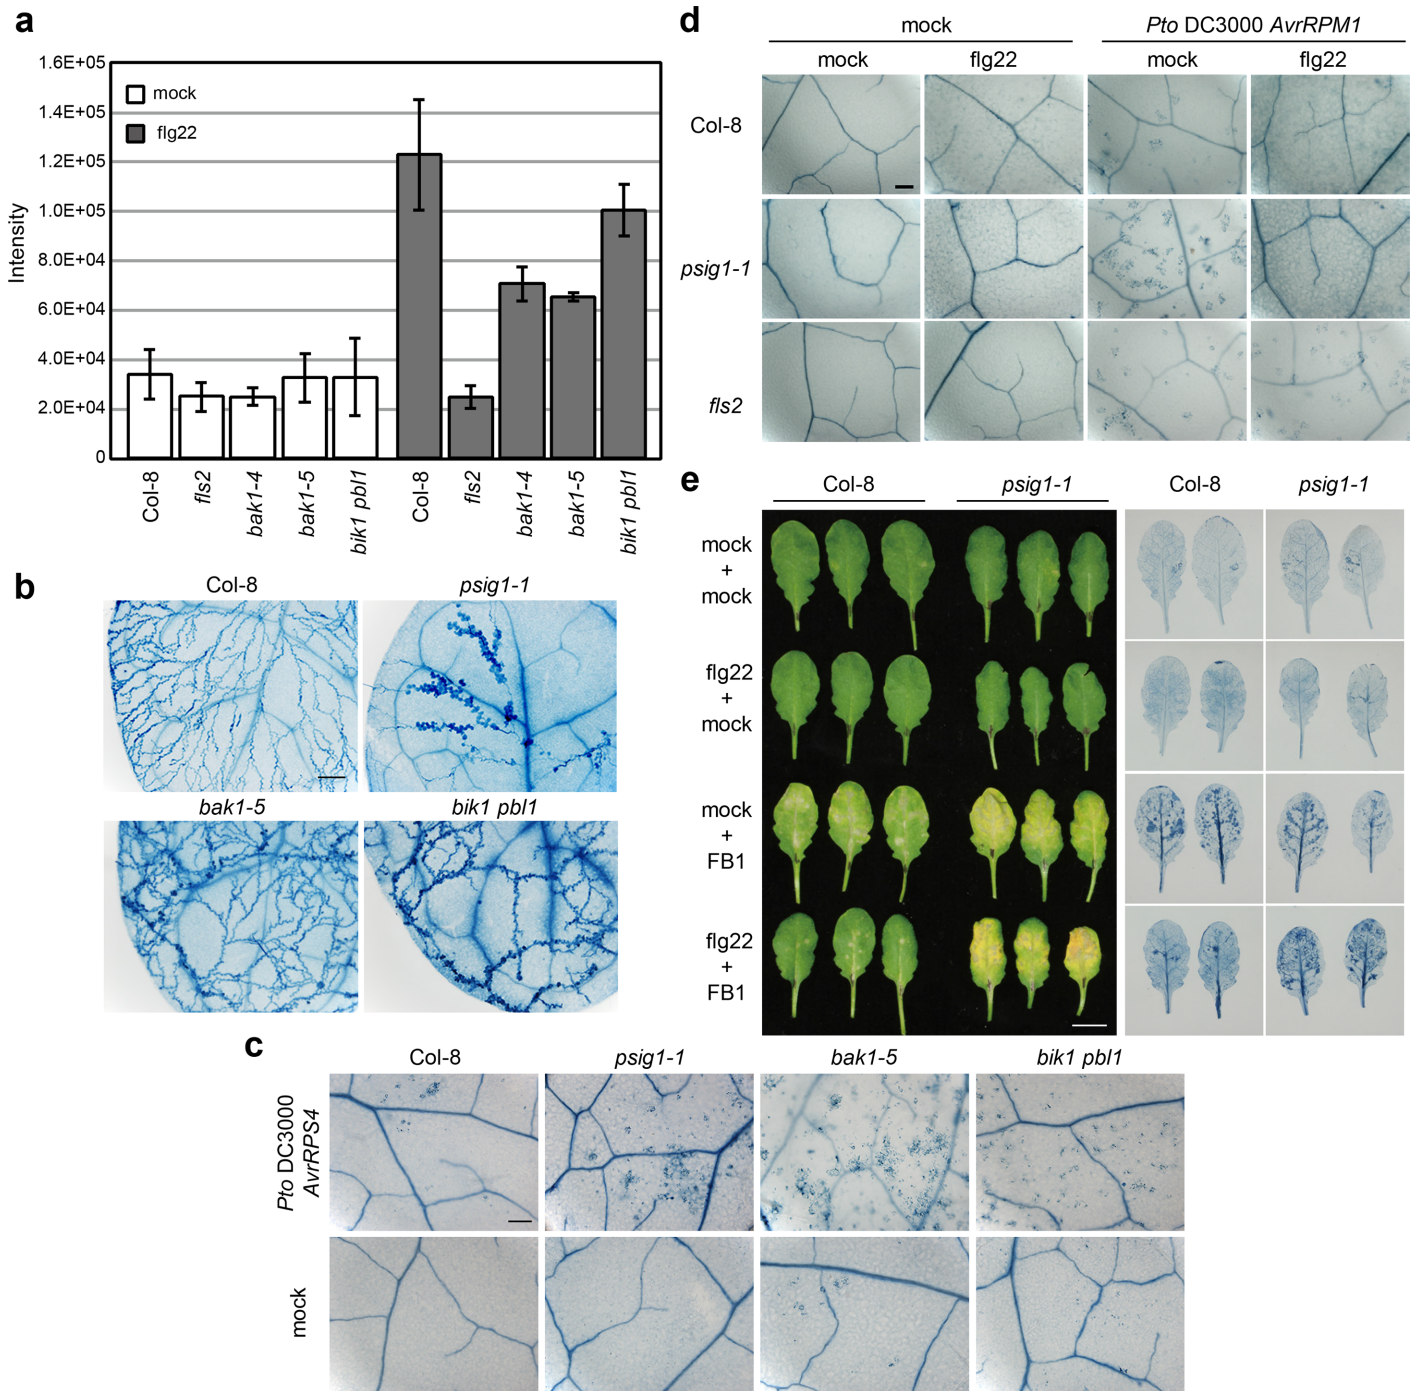 a
1.6E+05
1.4E+05
1.2E+05
1.0E+05
8.0E+04
6.0E+04
4.0E+04
2.0E+04
0
Intensity
mock
flg22
Col-8
fls2
bak1-4
bak1-5
bik1 pbl1
Col-8
fls2
bak1-4
bak1-5
bik1 pbl1
b
Col-8
psig1-1
bak1-5
bik1 pbl1
c
Col-8
psig1-1
bak1-5
bik1 pbl1
Pto DC3000
AvrRPS4
mock
d
mock
Pto DC3000 AvrRPM1
mock
flg22
mock
flg22
Col-8
psig1-1
fls2
e
Col-8
psig1-1
Col-8
psig1-1
mock
+
mock
flg22
+
mock
mock
+
FB1
flg22
+
FB1